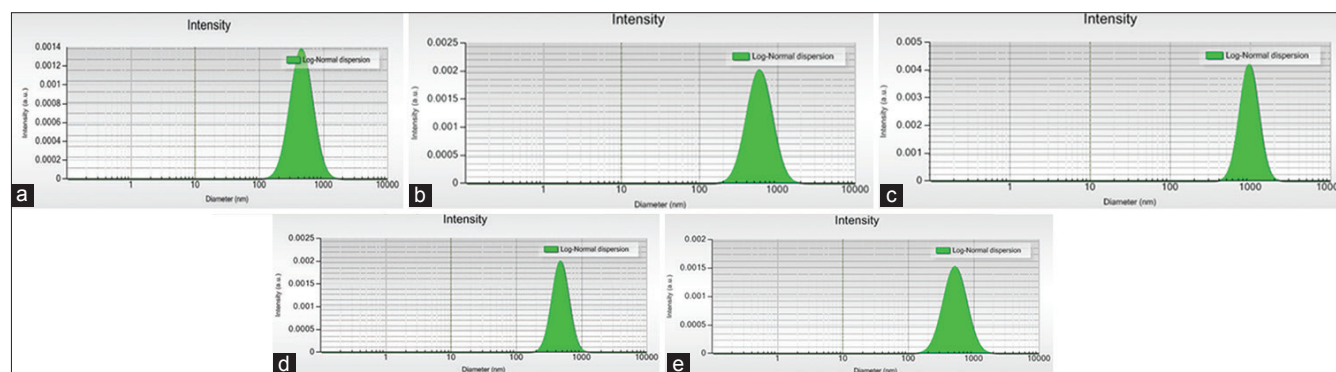 Intensity
0.0014
0.0012
0.001
0.0008
0.0006
0.0004
0.0002
0
Intensity (a.u.)
Log-Normal dispersion
1 10 100 1000 10000
Diameter (nm)
a
Intensity
0.0025
0.002
0.0015
0.001
0.0005
0
Intensity (a.u.)
Log-Normal dispersion
1 10 100 1000 10000
Diameter (nm)
b
Intensity
0.005
0.004
0.003
0.002
0.001
0
Intensity (a.u.)
Log-Normal dispersion
1 10 100 1000 1000
Diameter (nm)
c
Intensity
0.0025
0.002
0.0015
0.001
0.0005
0
Intensity (a.u.)
Log-Normal dispersion
1 10 100 1000 10000
Diameter (nm)
d
Intensity
0.002
0.0015
0.001
0.0005
0
Intensity (a.u.)
Log-Normal dispersion
1 10 100 1000 10000
Diameter (nm)
e